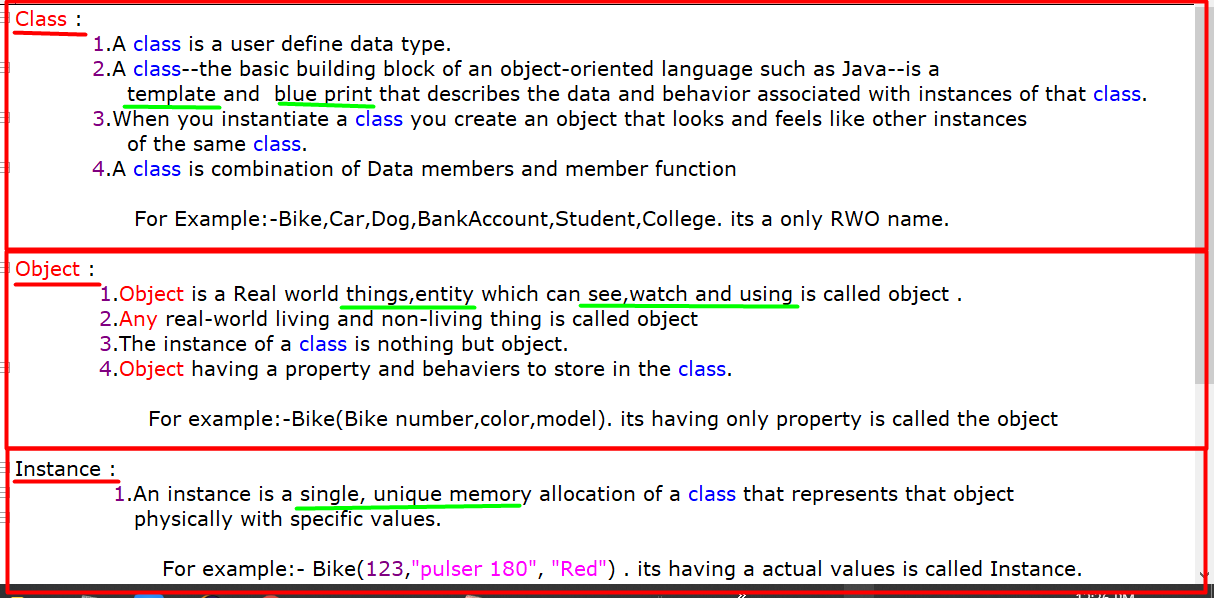 Class :
1.A class is a user define data type.
2.A class--the basic building block of an object-oriented language such as Java--is a
template and  blue print that describes the data and behavior associated with instances of that class.
3.When you instantiate a class you create an object that looks and feels like other instances
of the same class.
4.A class is combination of Data members and member function
For Example:-Bike,Car,Dog,BankAccount,Student,College. its a only RWO name.
Object :
1.Object is a Real world things,entity which can see,watch and using is called object .
2.Any real-world living and non-living thing is called object
3.The instance of a class is nothing but object.
4.Object having a property and behaviers to store in the class.
For example:-Bike(Bike number,color,model). its having only property is called the object
Instance :
1.An instance is a single, unique memory allocation of a class that represents that object
physically with specific values.
For example:- Bike(123,"pulser 180", "Red") . its having a actual values is called Instance.